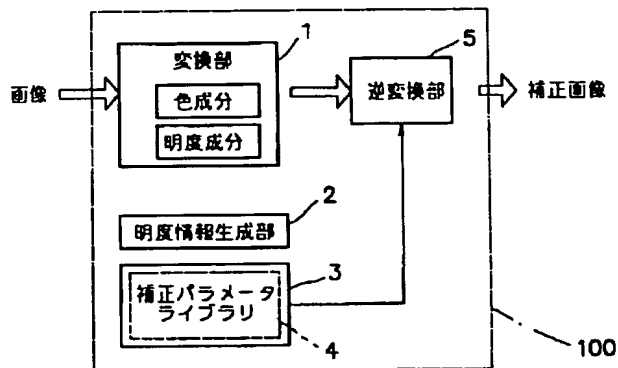 1
5
変換部
画像
色成分
明度成分
逆変換部
補正画像
2
明度情報生成部
3
補正パラメータ
ライブラリ
4
100